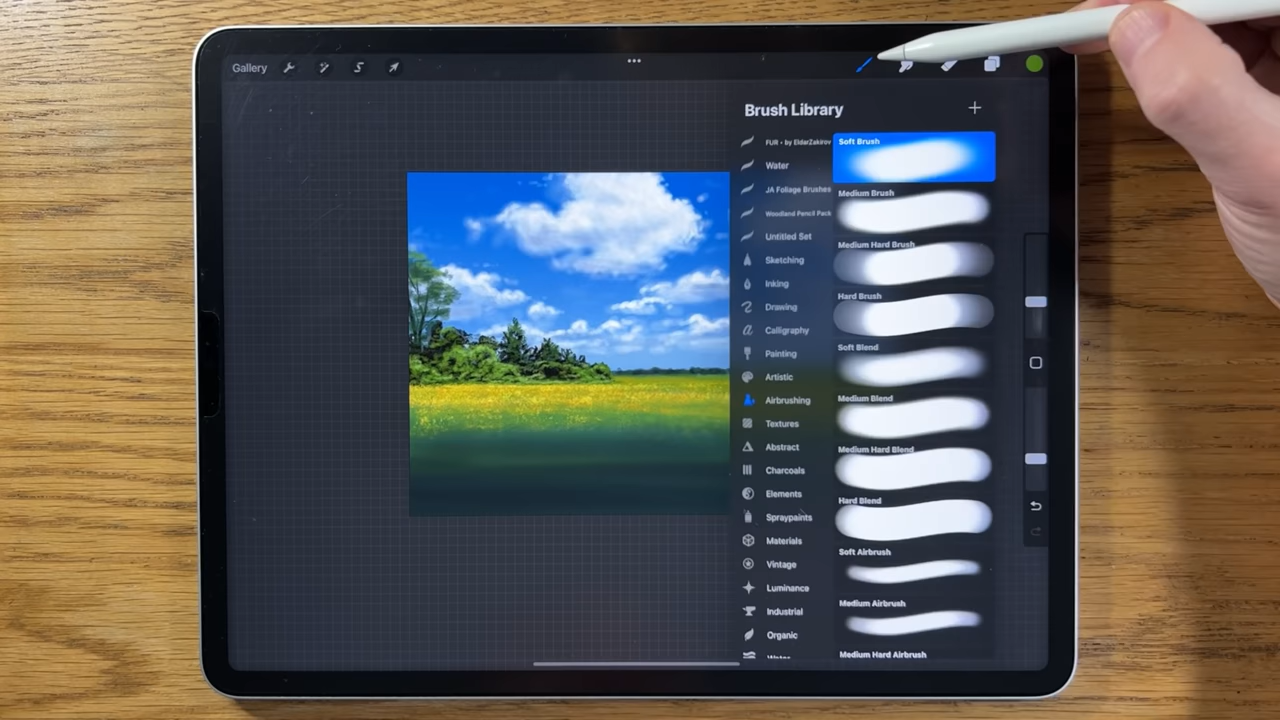 Gallery
Brush Library
FUR • by EldarZakirov
Water
JA Foliage Brushes
Woodland Pencil Pack
Untitled Set
Sketching
Inking
Drawing
Calligraphy
Painting
Artistic
Airbrushing
Textures
Abstract
Charcoals
Elements
Spraypaints
Materials
Vintage
Luminance
Industrial
Organic
Water
Soft Brush
Medium Brush
Medium Hard Brush
Hard Brush
Soft Blend
Medium Blend
Medium Hard Blend
Hard Blend
Soft Airbrush
Medium Airbrush
Medium Hard Airbrush